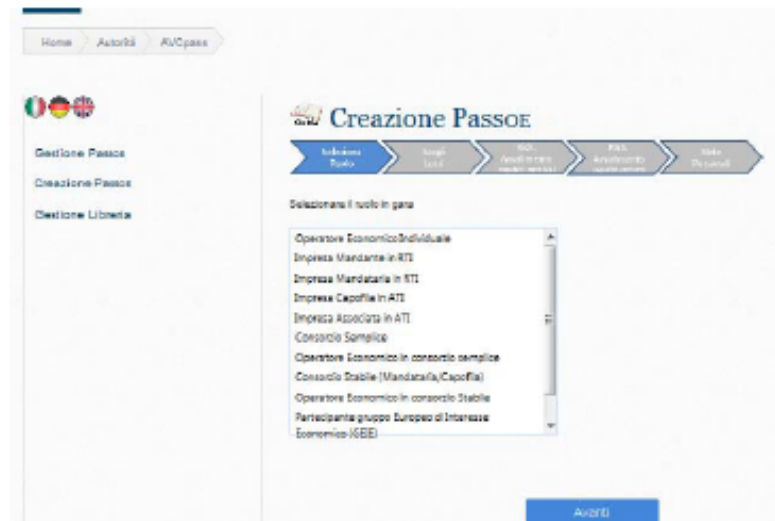 Home Autorità AVCpass
Creazione PassOE
Gestione Passoe
Creazione Passoe
Gestione Libreria
Seleziona
Ruolo
Scegli
Lotti
Dati
Personali
Selezionare il ruolo in gara
Operatore Economico Individuale
Impresa Mandante in RTI
Impresa Mandataria in RTI
Impresa Capofila in ATI
Impresa Associata in ATI
Consorzio Semplice
Operatore Economico in consorzio semplice
Consorzio Stabile (Mandataria/Capofila)
Operatore Economico in consorzio Stabile
Partecipante gruppo Europeo di Interesse
Economico (GEIE)
Avanti